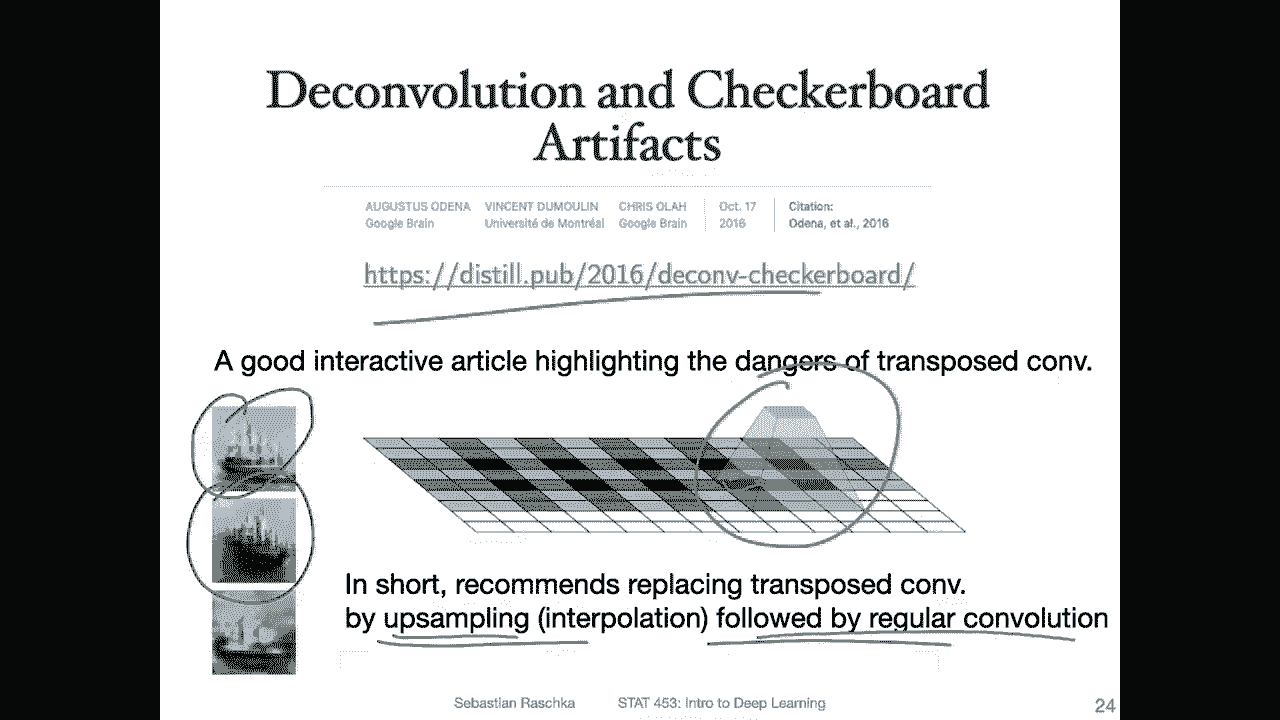 Deconvolution and Checkerboard
Artifacts
AUGUSTUS ODENA VINCENT DUMOULIN CHRIS OLAH Oct. 17 Citation:
Google Brain Université de Montréal Google Brain 2016 Odena, et al., 2016
https://distill.pub/2016/deconv-checkerboard/
A good interactive article highlighting the dangers of transposed conv.
In short, recommends replacing transposed conv.
by upsampling (interpolation) followed by regular convolution
Sebastian Raschka STAT 453: Intro to Deep Learning 24